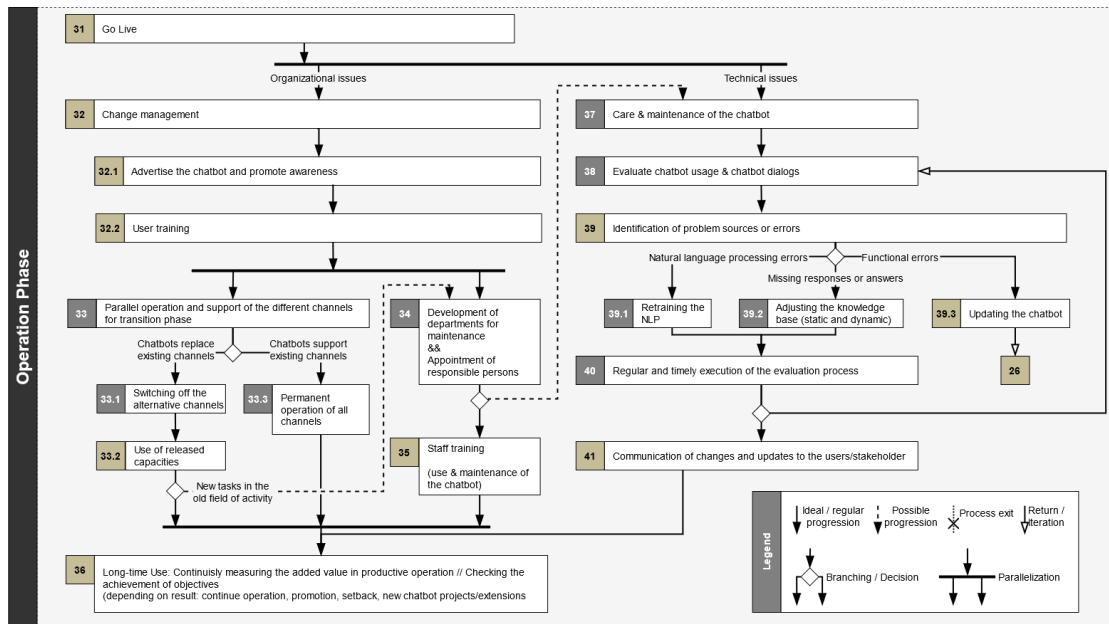 Operation Phase
31 Go Live
Organizational issues
Technical issues
32 Change management
37 Care & maintenance of the chatbot
32.1 Advertise the chatbot and promote awareness
38 Evaluate chatbot usage & chatbot dialogs
32.2 User training
39 Identification of problem sources or errors
Natural language processing errors
Functional errors
Missing responses or answers
33 Parallel operation and support of the different channels
for transition phase
34 Development of
departments for
maintenance
&&
Appointment of
responsible persons
39.1 Retraining the
NLP
39.2 Adjusting the knowledge
base (static and dynamic)
39.3 Updating the chatbot
Chatbots replace
existing channels
Chatbots support
existing channels
40 Regular and timely execution of the evaluation process
26
33.1 Switching off the
alternative channels
33.3 Permanent
operation of all
channels
33.2 Use of released
capacities
35 Staff training
(use & maintenance of
the chatbot)
41 Communication of changes and updates to the users/stakeholder
New tasks in the
old field of activity
36 Long-time Use: Continuisly measuring the added value in productive operation // Checking the
achievement of objectives
(depending on result: continue operation, promotion, setback, new chatbot projects/extensions
Legend
Ideal / regular
progression
Possible
progression
Process exit
Return /
iteration
Branching / Decision
Parallelization